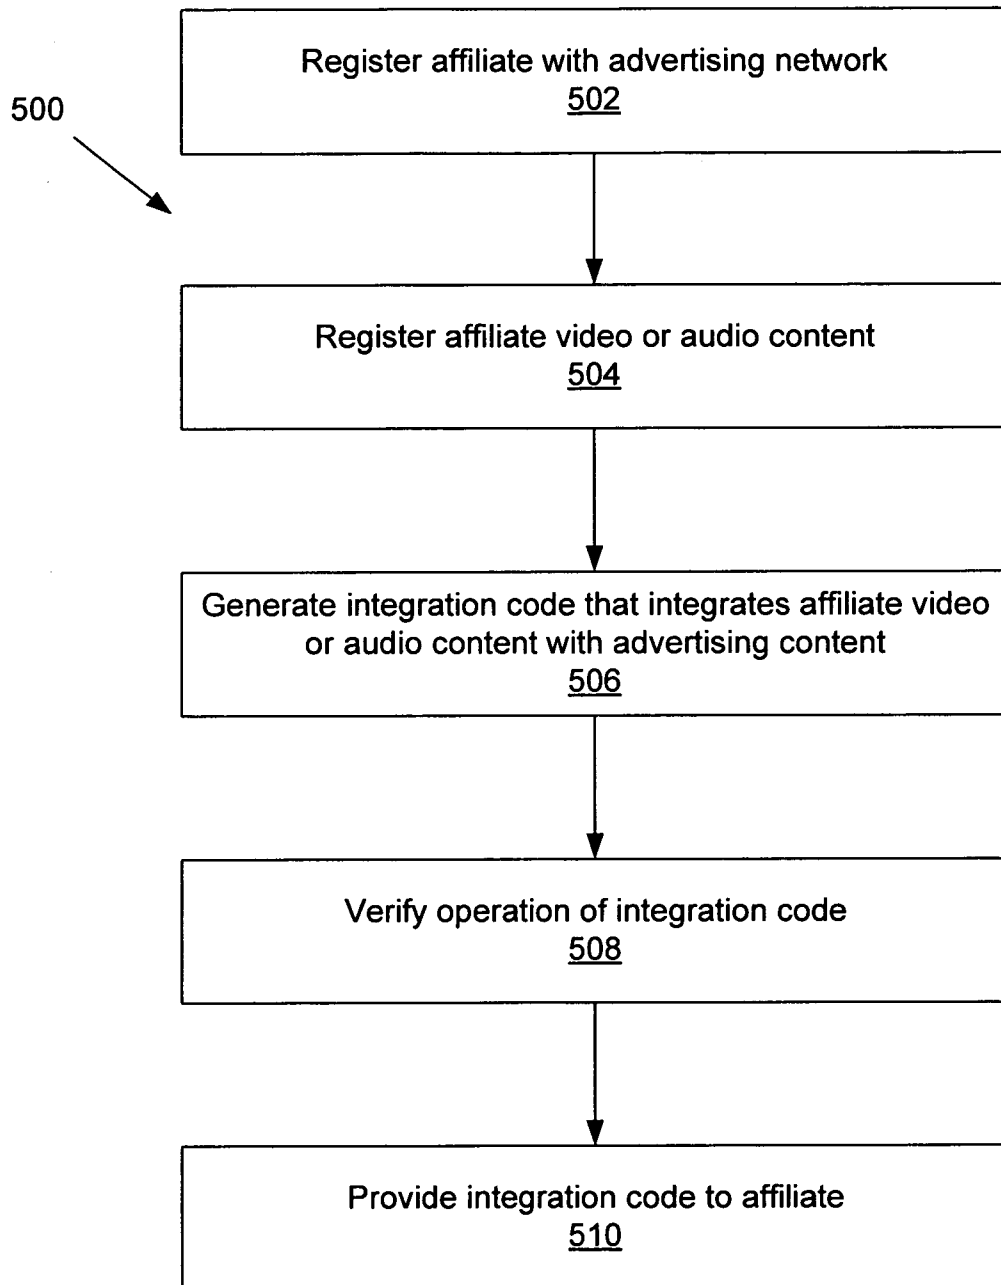 Register affiliate with advertising network
502
500
Register affiliate video or audio content
504
Generate integration code that integrates affiliate video
or audio content with advertising content
506
Verify operation of integration code
508
Provide integration code to affiliate
510